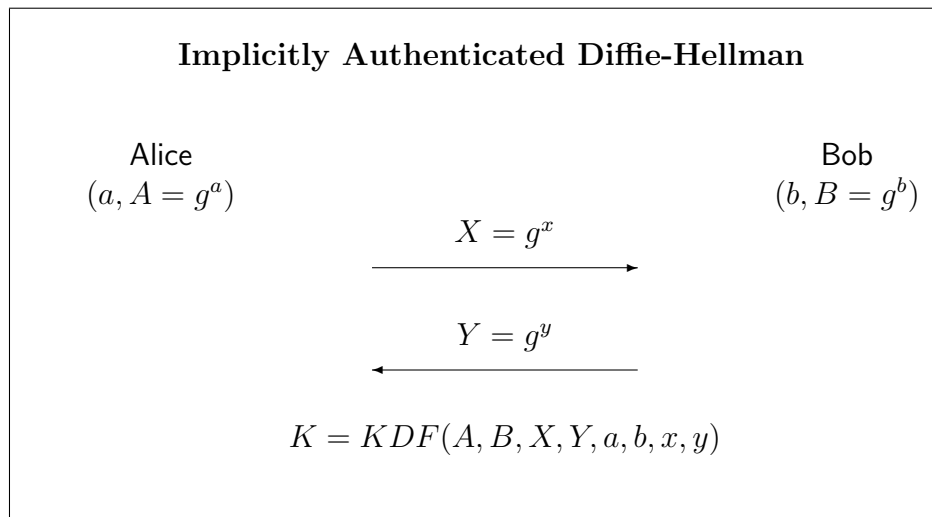 Implicitly Authenticated Diffie-Hellman
Alice Bob
(a, A = g^a) (b, B = g^b)
X = g^x
Y = g^y
K = KDF(A, B, X, Y, a, b, x, y)